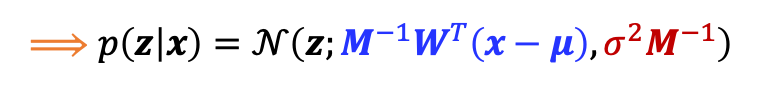 ⟹ p(z|x) = 𝒩(z; M⁻¹Wᵀ(x − μ), σ²M⁻¹)